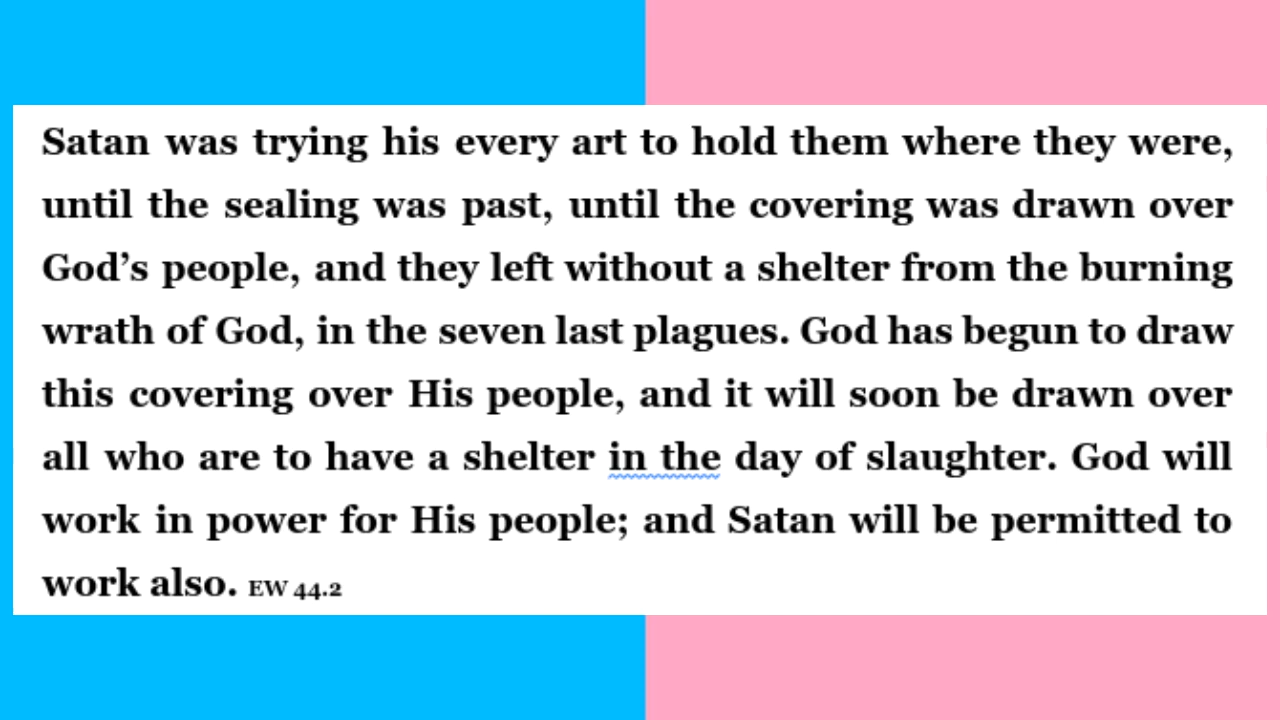 Satan was trying his every art to hold them where they were,
until the sealing was past, until the covering was drawn over
God’s people, and they left without a shelter from the burning
wrath of God, in the seven last plagues. God has begun to draw
this covering over His people, and it will soon be drawn over
all who are to have a shelter in the day of slaughter. God will
work in power for His people; and Satan will be permitted to
work also. EW 44.2